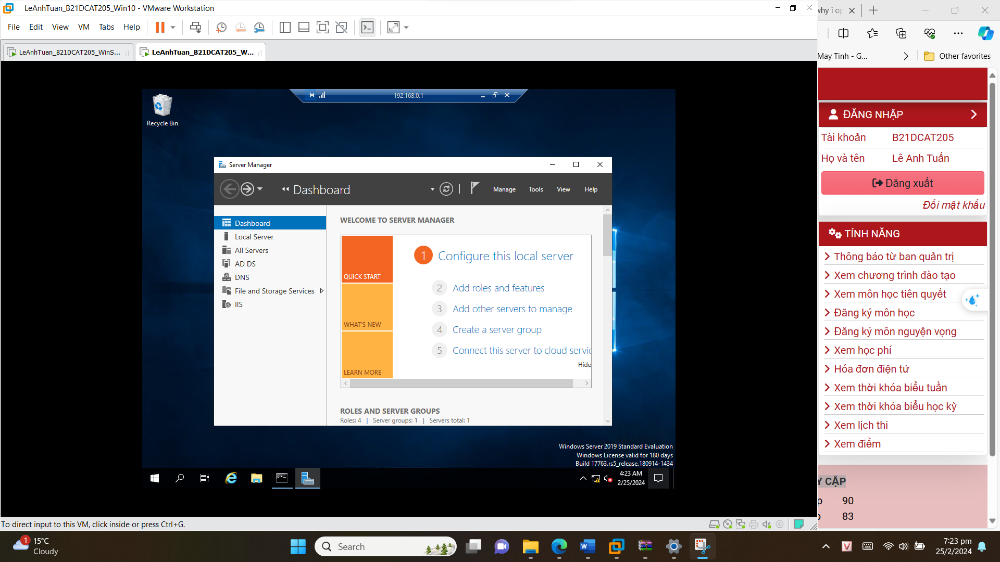 LeAnhTuan_B21DCAT205_Win10 - VMware Workstation
File Edit View VM Tabs Help
LeAnhTuan_B21DCAT205_WinS...
LeAnhTuan_B21DCAT205_W...
192.168.0.1
Recycle Bin
Server Manager
Dashboard
Manage Tools View Help
Dashboard
Local Server
All Servers
AD DS
DNS
File and Storage Services
IIS
WELCOME TO SERVER MANAGER
QUICK START
WHAT'S NEW
LEARN MORE
1 Configure this local server
2 Add roles and features
3 Add other servers to manage
4 Create a server group
5 Connect this server to cloud servic
Hide
ROLES AND SERVER GROUPS
Roles: 4 | Server groups: 1 | Servers total: 1
Windows Server 2019 Standard Evaluation
Windows License valid for 180 days
Build 17763.rs5_release.180914-1434
4:23 AM
2/25/2024
To direct input to this VM, click inside or press Ctrl+G.
why i op
May Tinh - G...
Other favorites
ĐĂNG NHẬP
Tài khoản B21DCAT205
Họ và tên Lê Anh Tuấn
Đăng xuất
Đổi mật khẩu
TÍNH NĂNG
Thông báo từ ban quản trị
Xem chương trình đào tạo
Xem môn học tiên quyết
Đăng ký môn học
Đăng ký môn nguyện vọng
Xem học phí
Hóa đơn điện tử
Xem thời khóa biểu tuần
Xem thời khóa biểu học kỳ
Xem lịch thi
Xem điểm
Y CẬP
p 90
83
1
15°C
Cloudy
Search
7:23 pm
25/2/2024